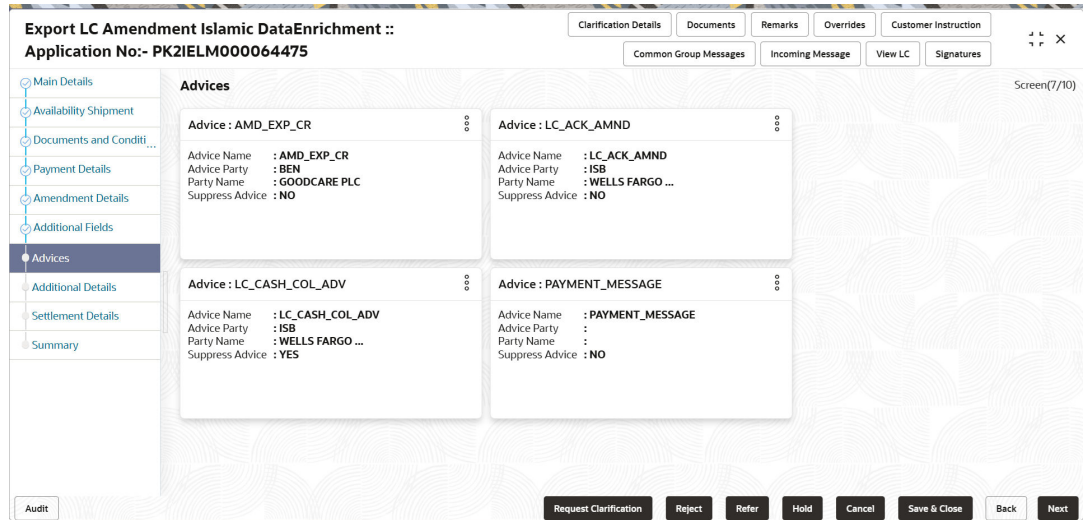 Export LC Amendment Islamic DataEnrichment ::
Application No:- PK2IELM000064475
Clarification Details
Documents
Remarks
Overrides
Customer Instruction
Common Group Messages
Incoming Message
View LC
Signatures
Main Details
Availability Shipment
Documents and Conditi...
Payment Details
Amendment Details
Additional Fields
Advices
Additional Details
Settlement Details
Summary
Advices
Screen(7/10)
Advice : AMD_EXP_CR
Advice Name : AMD_EXP_CR
Advice Party : BEN
Party Name : GOODCARE PLC
Suppress Advice : NO
Advice : LC_ACK_AMND
Advice Name : LC_ACK_AMND
Advice Party : ISB
Party Name : WELLS FARGO ...
Suppress Advice : NO
Advice : LC_CASH_COL_ADV
Advice Name : LC_CASH_COL_ADV
Advice Party : ISB
Party Name : WELLS FARGO ...
Suppress Advice : YES
Advice : PAYMENT_MESSAGE
Advice Name : PAYMENT_MESSAGE
Advice Party :
Party Name :
Suppress Advice : NO
Audit
Request Clarification
Reject
Refer
Hold
Cancel
Save & Close
Back
Next